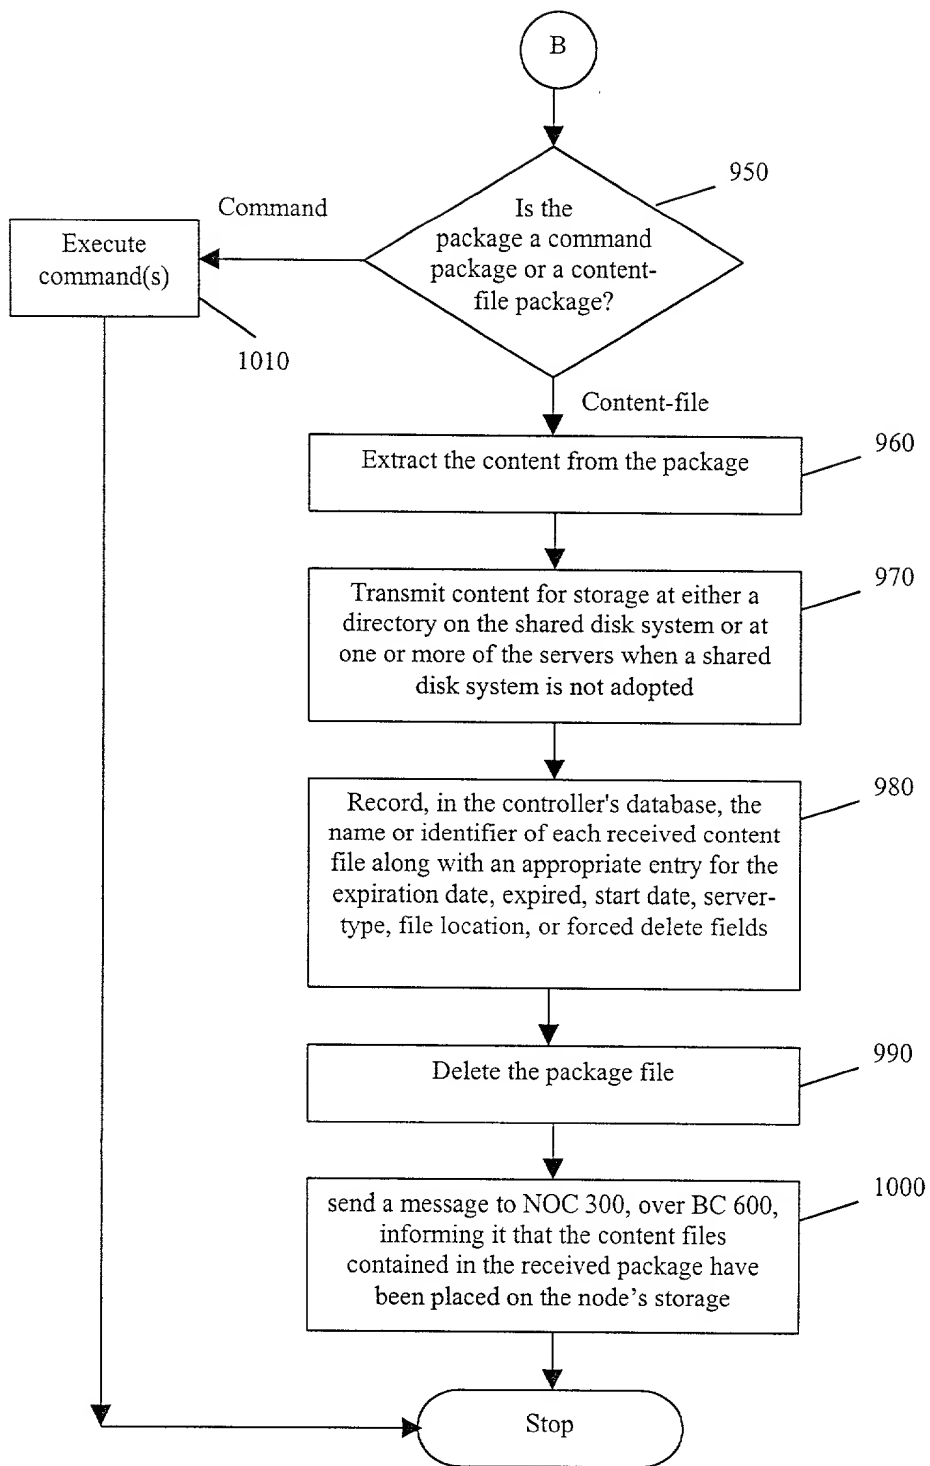 B
950
Is the
package a command
package or a content-
file package?
Command
Execute
command(s)
1010
Content-file
960
Extract the content from the package
970
Transmit content for storage at either a
directory on the shared disk system or at
one or more of the servers when a shared
disk system is not adopted
980
Record, in the controller's database, the
name or identifier of each received content
file along with an appropriate entry for the
expiration date, expired, start date, server-
type, file location, or forced delete fields
990
Delete the package file
1000
send a message to NOC 300, over BC 600,
informing it that the content files
contained in the received package have
been placed on the node's storage
Stop